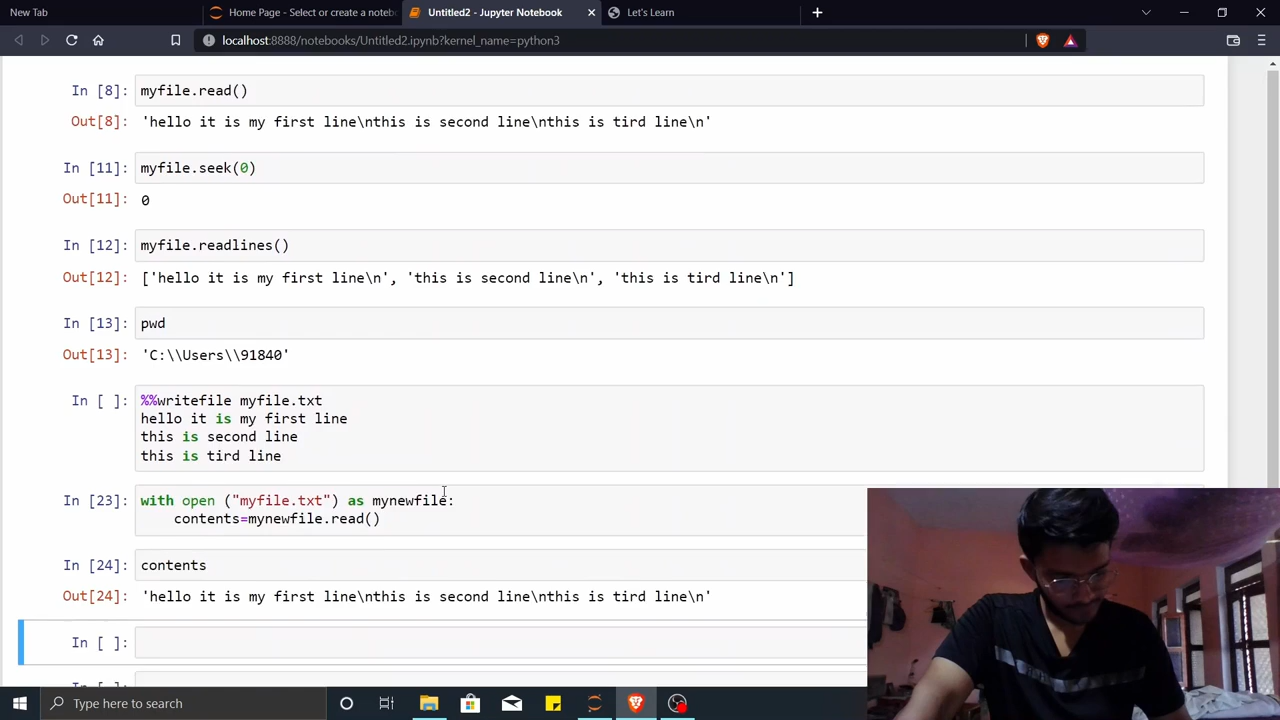 New Tab
Home Page - Select or create a noteb
Untitled2 - Jupyter Notebook
Let's Learn
localhost:8888/notebooks/Untitled2.ipynb?kernel_name=python3
In [8]: myfile.read()
Out[8]: 'hello it is my first line\nthis is second line\nthis is tird line\n'
In [11]: myfile.seek(0)
Out[11]: 0
In [12]: myfile.readlines()
Out[12]: ['hello it is my first line\n', 'this is second line\n', 'this is tird line\n']
In [13]: pwd
Out[13]: 'C:\\Users\\91840'
In [ ]: %%writefile myfile.txt
hello it is my first line
this is second line
this is tird line
In [23]: with open ("myfile.txt") as mynewfile:
contents=mynewfile.read()
In [24]: contents
Out[24]: 'hello it is my first line\nthis is second line\nthis is tird line\n'
In [ ]:
Type here to search